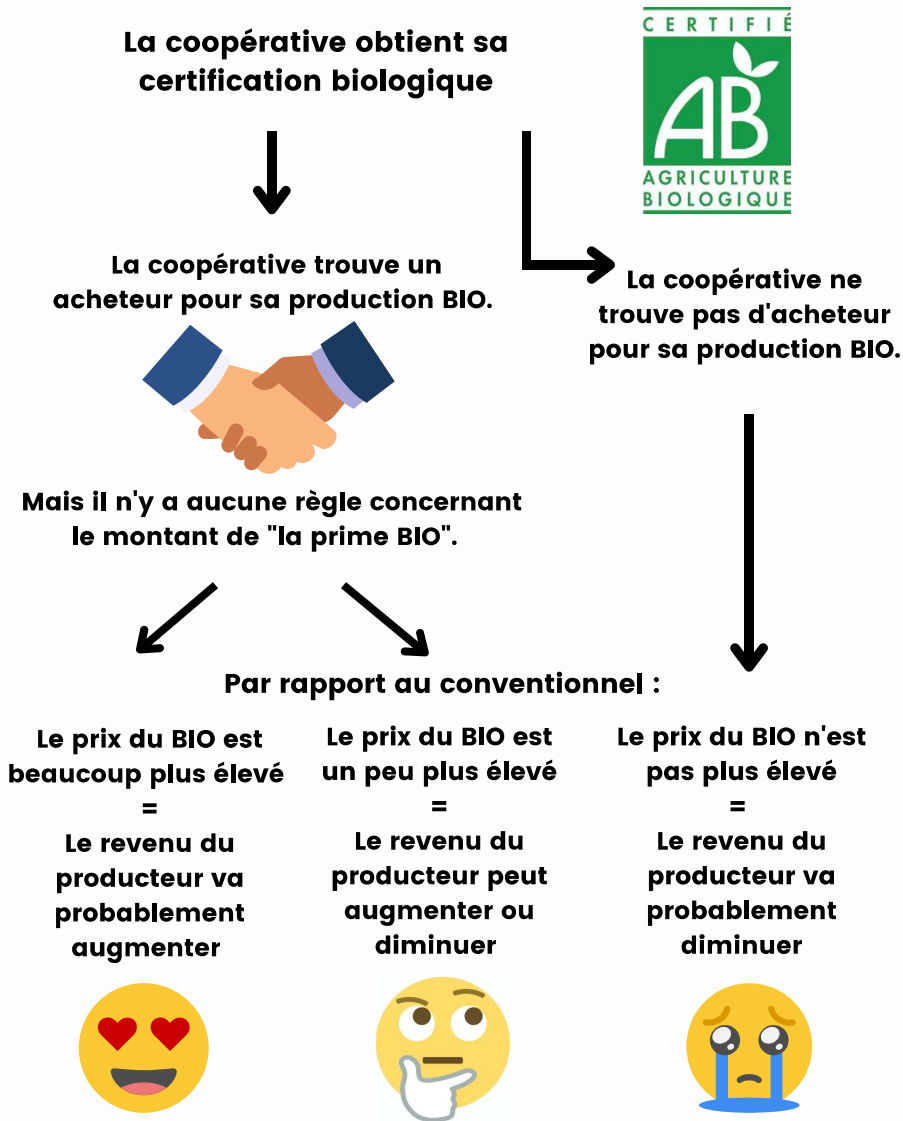 La coopérative obtient sa
certification biologique
CERTIFIÉ
AB
AGRICULTURE
BIOLOGIQUE
La coopérative trouve un
acheteur pour sa production BIO.
La coopérative ne
trouve pas d'acheteur
pour sa production BIO.
Mais il n'y a aucune règle concernant
le montant de "la prime BIO".
Par rapport au conventionnel :
Le prix du BIO est
beaucoup plus élevé
=
Le revenu du
producteur va
probablement
augmenter
Le prix du BIO est
un peu plus élevé
=
Le revenu du
producteur peut
augmenter ou
diminuer
Le prix du BIO n'est
pas plus élevé
=
Le revenu du
producteur va
probablement
diminuer